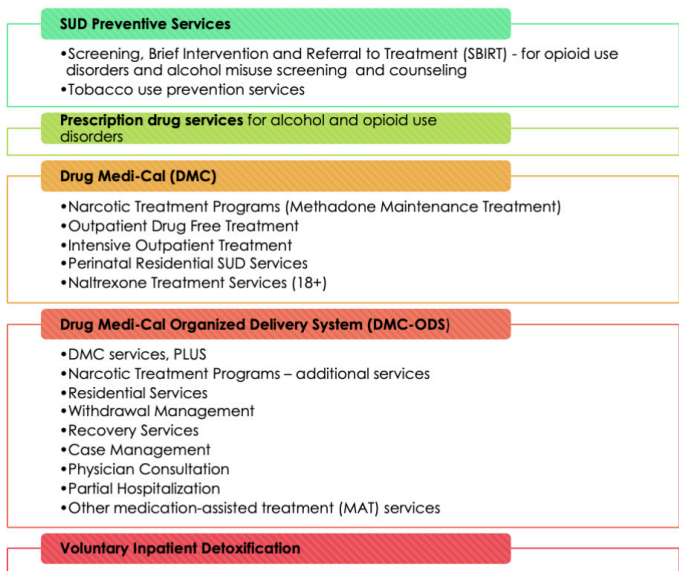 SUD Preventive Services
•Screening, Brief Intervention and Referral to Treatment (SBIRT) - for opioid use
disorders and alcohol misuse screening and counseling
•Tobacco use prevention services
Prescription drug services for alcohol and opioid use
disorders
Drug Medi-Cal (DMC)
•Narcotic Treatment Programs (Methadone Maintenance Treatment)
•Outpatient Drug Free Treatment
•Intensive Outpatient Treatment
•Perinatal Residential SUD Services
•Naltrexone Treatment Services (18+)
Drug Medi-Cal Organized Delivery System (DMC-ODS)
•DMC services, PLUS
•Narcotic Treatment Programs – additional services
•Residential Services
•Withdrawal Management
•Recovery Services
•Case Management
•Physician Consultation
•Partial Hospitalization
•Other medication-assisted treatment (MAT) services
Voluntary Inpatient Detoxification